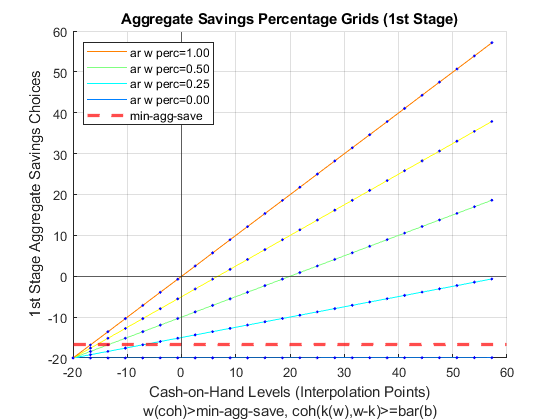 Aggregate Savings Percentage Grids (1st Stage)
60
50
40
30
20
10
0
-10
-20
1st Stage Aggregate Savings Choices
ar w perc=1.00
ar w perc=0.50
ar w perc=0.25
ar w perc=0.00
min-agg-save
-20 -10 0 10 20 30 40 50 60
Cash-on-Hand Levels (Interpolation Points)
w(coh)>min-agg-save, coh(k(w),w-k)>=bar(b)